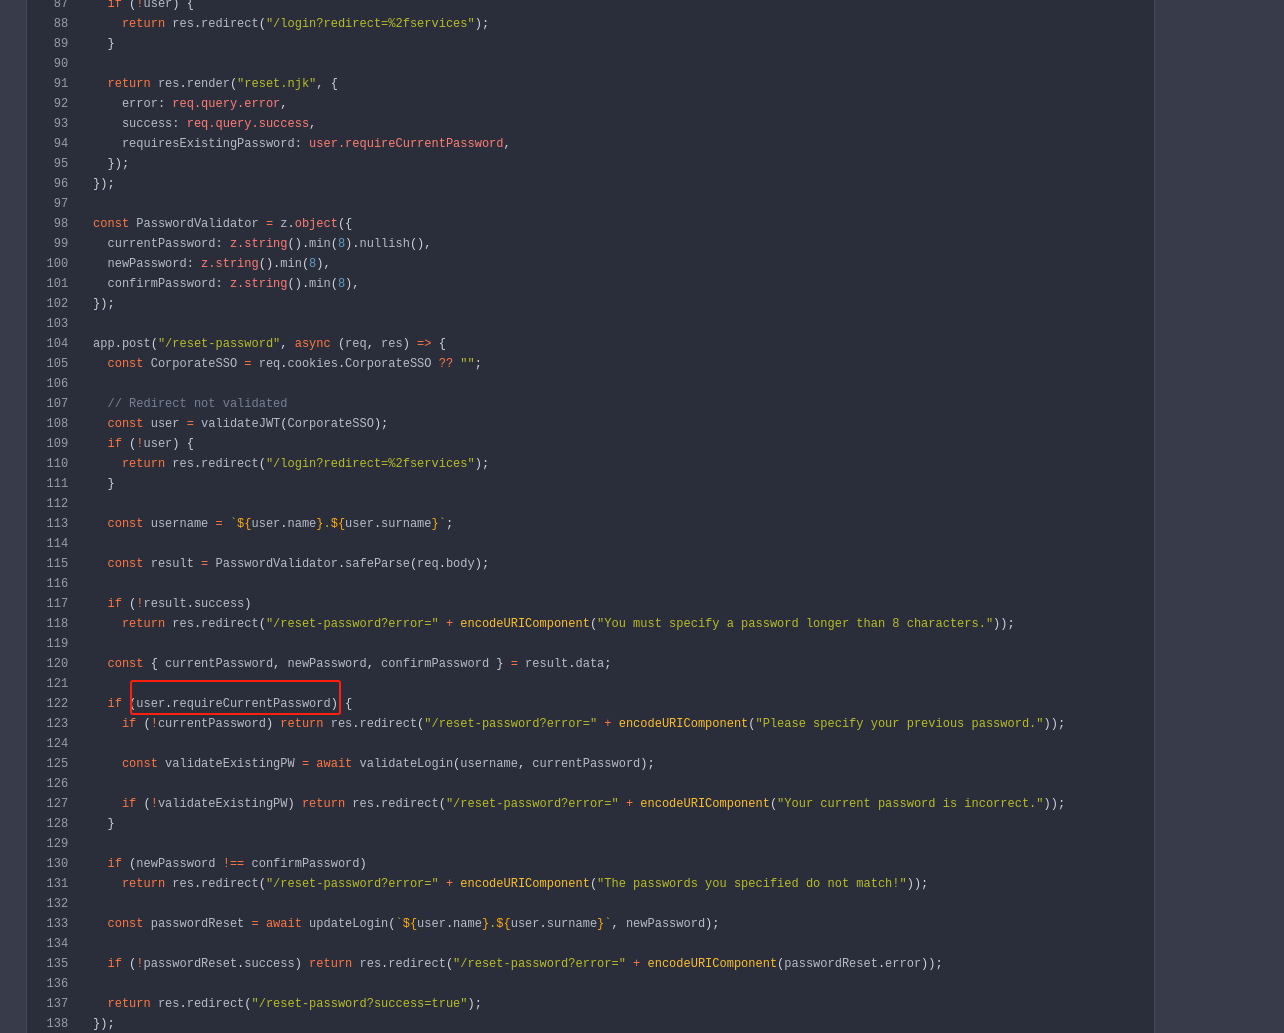 87 if (!user) {
88 return res.redirect("/login?redirect=%2fservices");
89 }
90
91 return res.render("reset.njk", {
92 error: req.query.error,
93 success: req.query.success,
94 requiresExistingPassword: user.requireCurrentPassword,
95 });
96 });
97
98 const PasswordValidator = z.object({
99 currentPassword: z.string().min(8).nullish(),
100 newPassword: z.string().min(8),
101 confirmPassword: z.string().min(8),
102 });
103
104 app.post("/reset-password", async (req, res) => {
105 const CorporateSSO = req.cookies.CorporateSSO ?? "";
106
107 // Redirect not validated
108 const user = validateJWT(CorporateSSO);
109 if (!user) {
110 return res.redirect("/login?redirect=%2fservices");
111 }
112
113 const username = `${user.name}.${user.surname}`;
114
115 const result = PasswordValidator.safeParse(req.body);
116
117 if (!result.success)
118 return res.redirect("/reset-password?error=" + encodeURIComponent("You must specify a password longer than 8 characters."));
119
120 const { currentPassword, newPassword, confirmPassword } = result.data;
121
122 if (user.requireCurrentPassword) {
123 if (!currentPassword) return res.redirect("/reset-password?error=" + encodeURIComponent("Please specify your previous password."));
124
125 const validateExistingPW = await validateLogin(username, currentPassword);
126
127 if (!validateExistingPW) return res.redirect("/reset-password?error=" + encodeURIComponent("Your current password is incorrect."));
128 }
129
130 if (newPassword !== confirmPassword)
131 return res.redirect("/reset-password?error=" + encodeURIComponent("The passwords you specified do not match!"));
132
133 const passwordReset = await updateLogin(`${user.name}.${user.surname}`, newPassword);
134
135 if (!passwordReset.success) return res.redirect("/reset-password?error=" + encodeURIComponent(passwordReset.error));
136
137 return res.redirect("/reset-password?success=true");
138 });